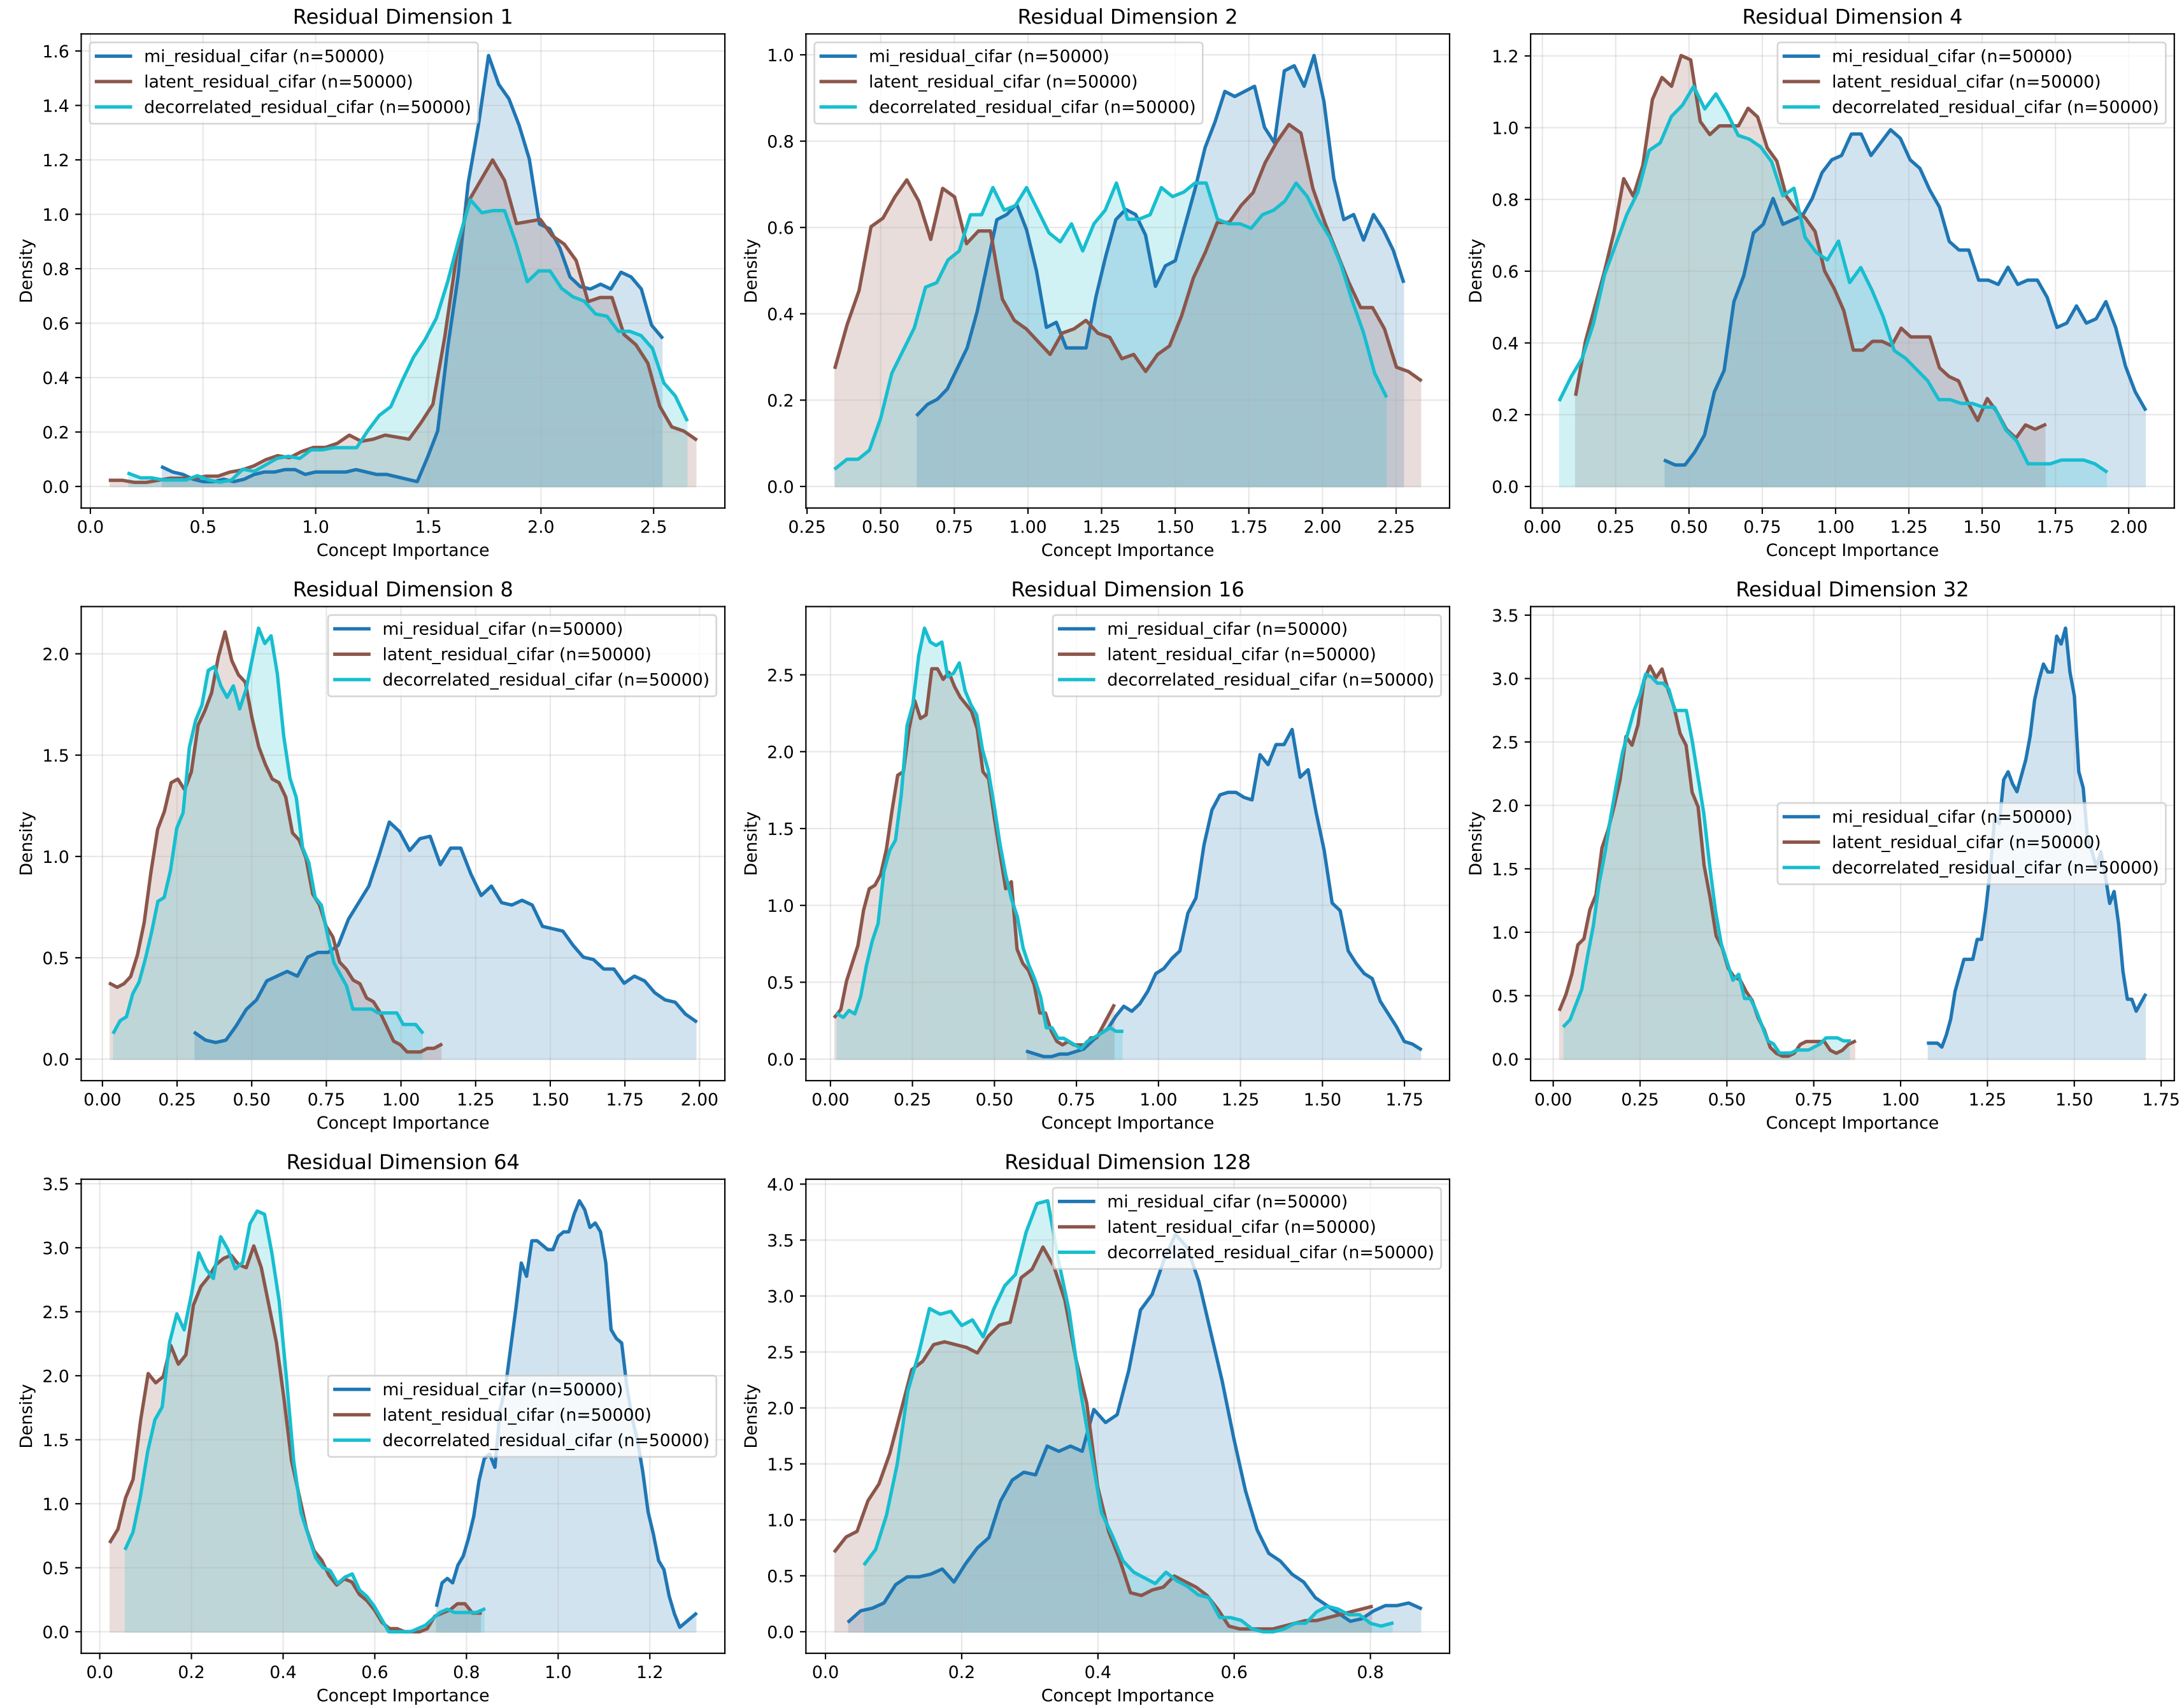 Residual Dimension 1
mi_residual_cifar (n=50000)
latent_residual_cifar (n=50000)
decorrelated_residual_cifar (n=50000)
Density
1.6
1.4
1.2
1.0
0.8
0.6
0.4
0.2
0.0
0.0 0.5 1.0 1.5 2.0 2.5
Concept Importance
Residual Dimension 2
mi_residual_cifar (n=50000)
latent_residual_cifar (n=50000)
decorrelated_residual_cifar (n=50000)
Density
1.0
0.8
0.6
0.4
0.2
0.0
0.25 0.50 0.75 1.00 1.25 1.50 1.75 2.00 2.25
Concept Importance
Residual Dimension 4
mi_residual_cifar (n=50000)
latent_residual_cifar (n=50000)
decorrelated_residual_cifar (n=50000)
Density
1.2
1.0
0.8
0.6
0.4
0.2
0.0
0.00 0.25 0.50 0.75 1.00 1.25 1.50 1.75 2.00
Concept Importance
Residual Dimension 8
mi_residual_cifar (n=50000)
latent_residual_cifar (n=50000)
decorrelated_residual_cifar (n=50000)
Density
2.0
1.5
1.0
0.5
0.0
0.00 0.25 0.50 0.75 1.00 1.25 1.50 1.75 2.00
Concept Importance
Residual Dimension 16
mi_residual_cifar (n=50000)
latent_residual_cifar (n=50000)
decorrelated_residual_cifar (n=50000)
Density
2.5
2.0
1.5
1.0
0.5
0.0
0.00 0.25 0.50 0.75 1.00 1.25 1.50 1.75
Concept Importance
Residual Dimension 32
mi_residual_cifar (n=50000)
latent_residual_cifar (n=50000)
decorrelated_residual_cifar (n=50000)
Density
3.5
3.0
2.5
2.0
1.5
1.0
0.5
0.0
0.00 0.25 0.50 0.75 1.00 1.25 1.50 1.75
Concept Importance
Residual Dimension 64
mi_residual_cifar (n=50000)
latent_residual_cifar (n=50000)
decorrelated_residual_cifar (n=50000)
Density
3.5
3.0
2.5
2.0
1.5
1.0
0.5
0.0
0.0 0.2 0.4 0.6 0.8 1.0 1.2
Concept Importance
Residual Dimension 128
mi_residual_cifar (n=50000)
latent_residual_cifar (n=50000)
decorrelated_residual_cifar (n=50000)
Density
4.0
3.5
3.0
2.5
2.0
1.5
1.0
0.5
0.0
0.0 0.2 0.4 0.6 0.8
Concept Importance